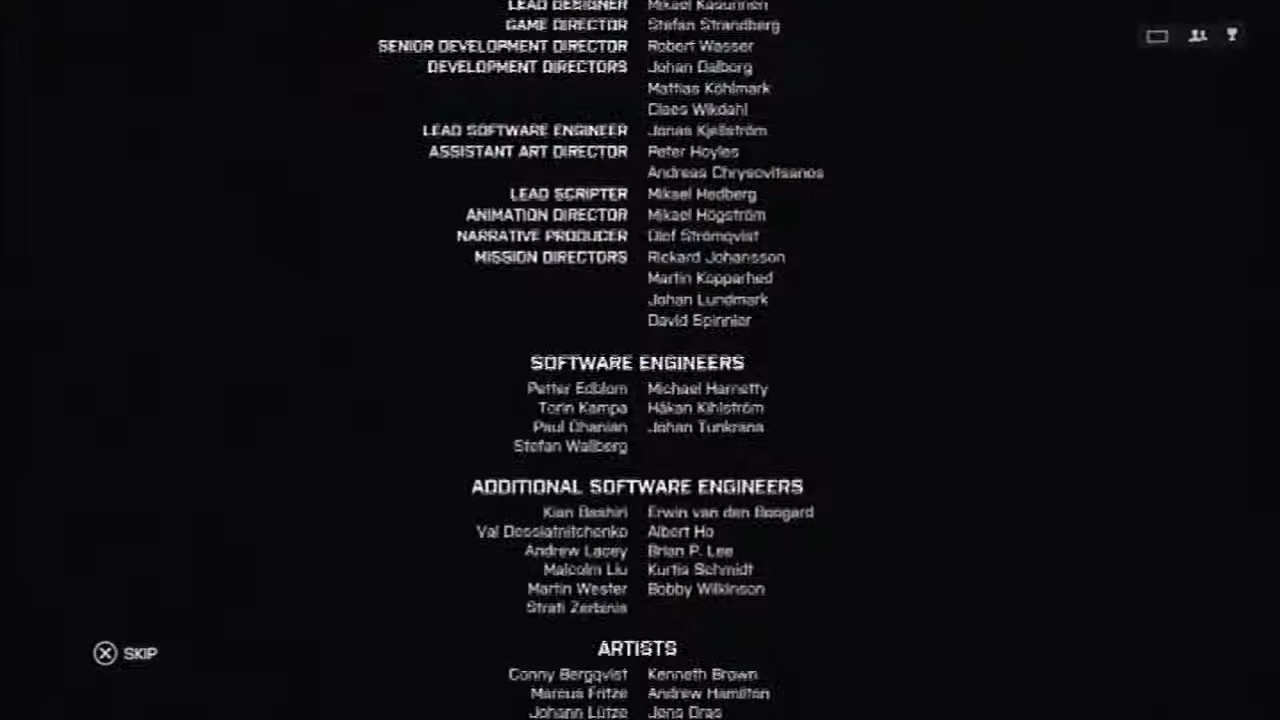 LEAD DESIGNER Mikael Kasurinen
GAME DIRECTOR Stefan Strandberg
SENIOR DEVELOPMENT DIRECTOR Robert Wasser
DEVELOPMENT DIRECTORS Johan Dalborg
Mattias Köhlmark
Claes Wikdahl
LEAD SOFTWARE ENGINEER Jonas Kjellström
ASSISTANT ART DIRECTOR Peter Hoyles
Andreas Chrysovitsanos
LEAD SCRIPTER Mikael Hedberg
ANIMATION DIRECTOR Mikael Högström
NARRATIVE PRODUCER Olof Strömqvist
MISSION DIRECTORS Rickard Johansson
Martin Kopparhed
Johan Lundmark
David Spinnier
SOFTWARE ENGINEERS
Petter Edblom Michael Harnetty
Torin Kampa Håkan Kihlström
Paul Ohanian Johan Tunkrans
Stefan Wallberg
ADDITIONAL SOFTWARE ENGINEERS
Kian Bashiri Erwin van den Boogard
Val Dessiatnitchenko Albert Ho
Andrew Lacey Brian P. Lee
Malcolm Liu Kurtis Schmidt
Martin Wester Bobby Wilkinson
Strati Zerbinis
ARTISTS
SKIP
Conny Bergqvist Kenneth Brown
Marcus Fritze Andrew Hamilton
Johann Lütze Jens Oras